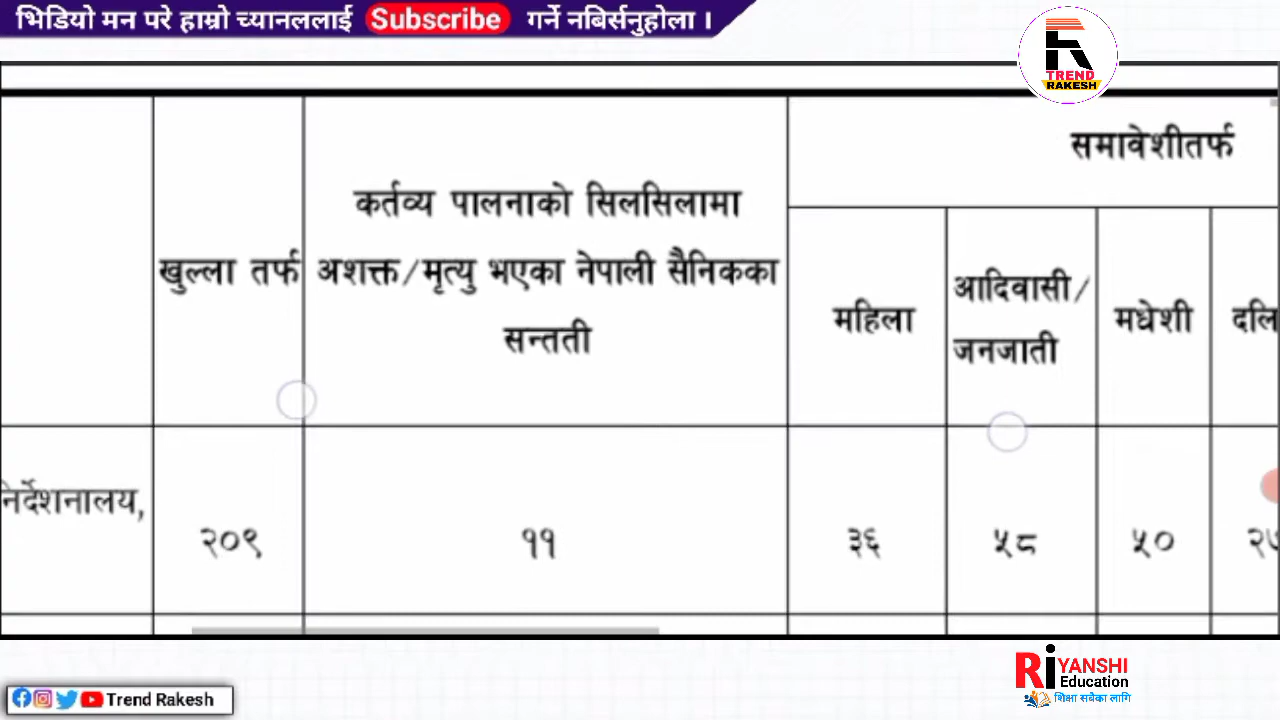 भिडियो मन परे हाम्रो च्यानललाई Subscribe गर्ने नबिर्सनुहोला ।
TREND
RAKESH
समावेशीतर्फ
खुल्ला तर्फ
कर्तव्य पालनाको सिलसिलामा
अशक्त/मृत्यु भएका नेपाली सैनिकका
सन्तती
महिला
आदिवासी/
जनजाती
मधेशी
निर्देशनालय,
२०९
११
३६
५८
५०
RiYANSHI
Education
शिक्षा सबैका लागि
Trend Rakesh